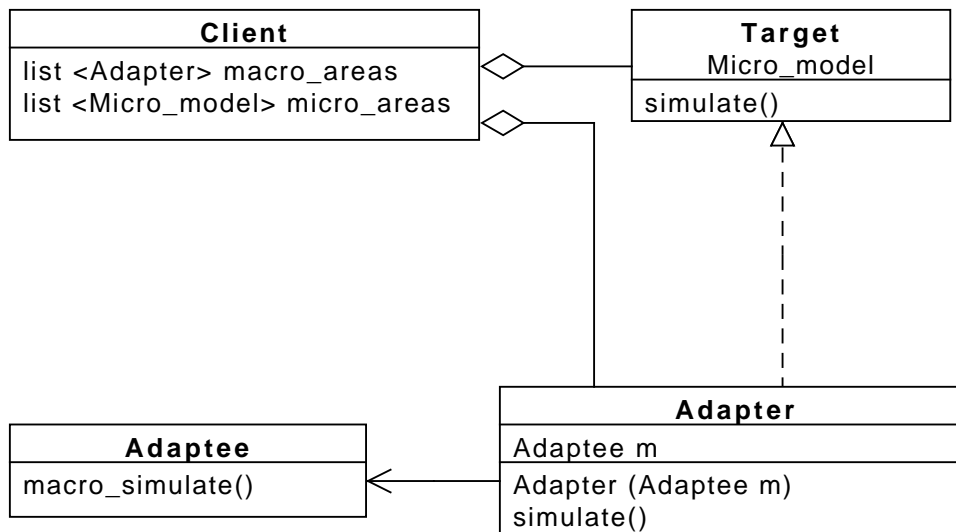 Client
list <Adapter> macro_areas
list <Micro_model> micro_areas
Target
Micro_model
simulate()
Adaptee
macro_simulate()
Adapter
Adaptee m
Adapter (Adaptee m)
simulate()